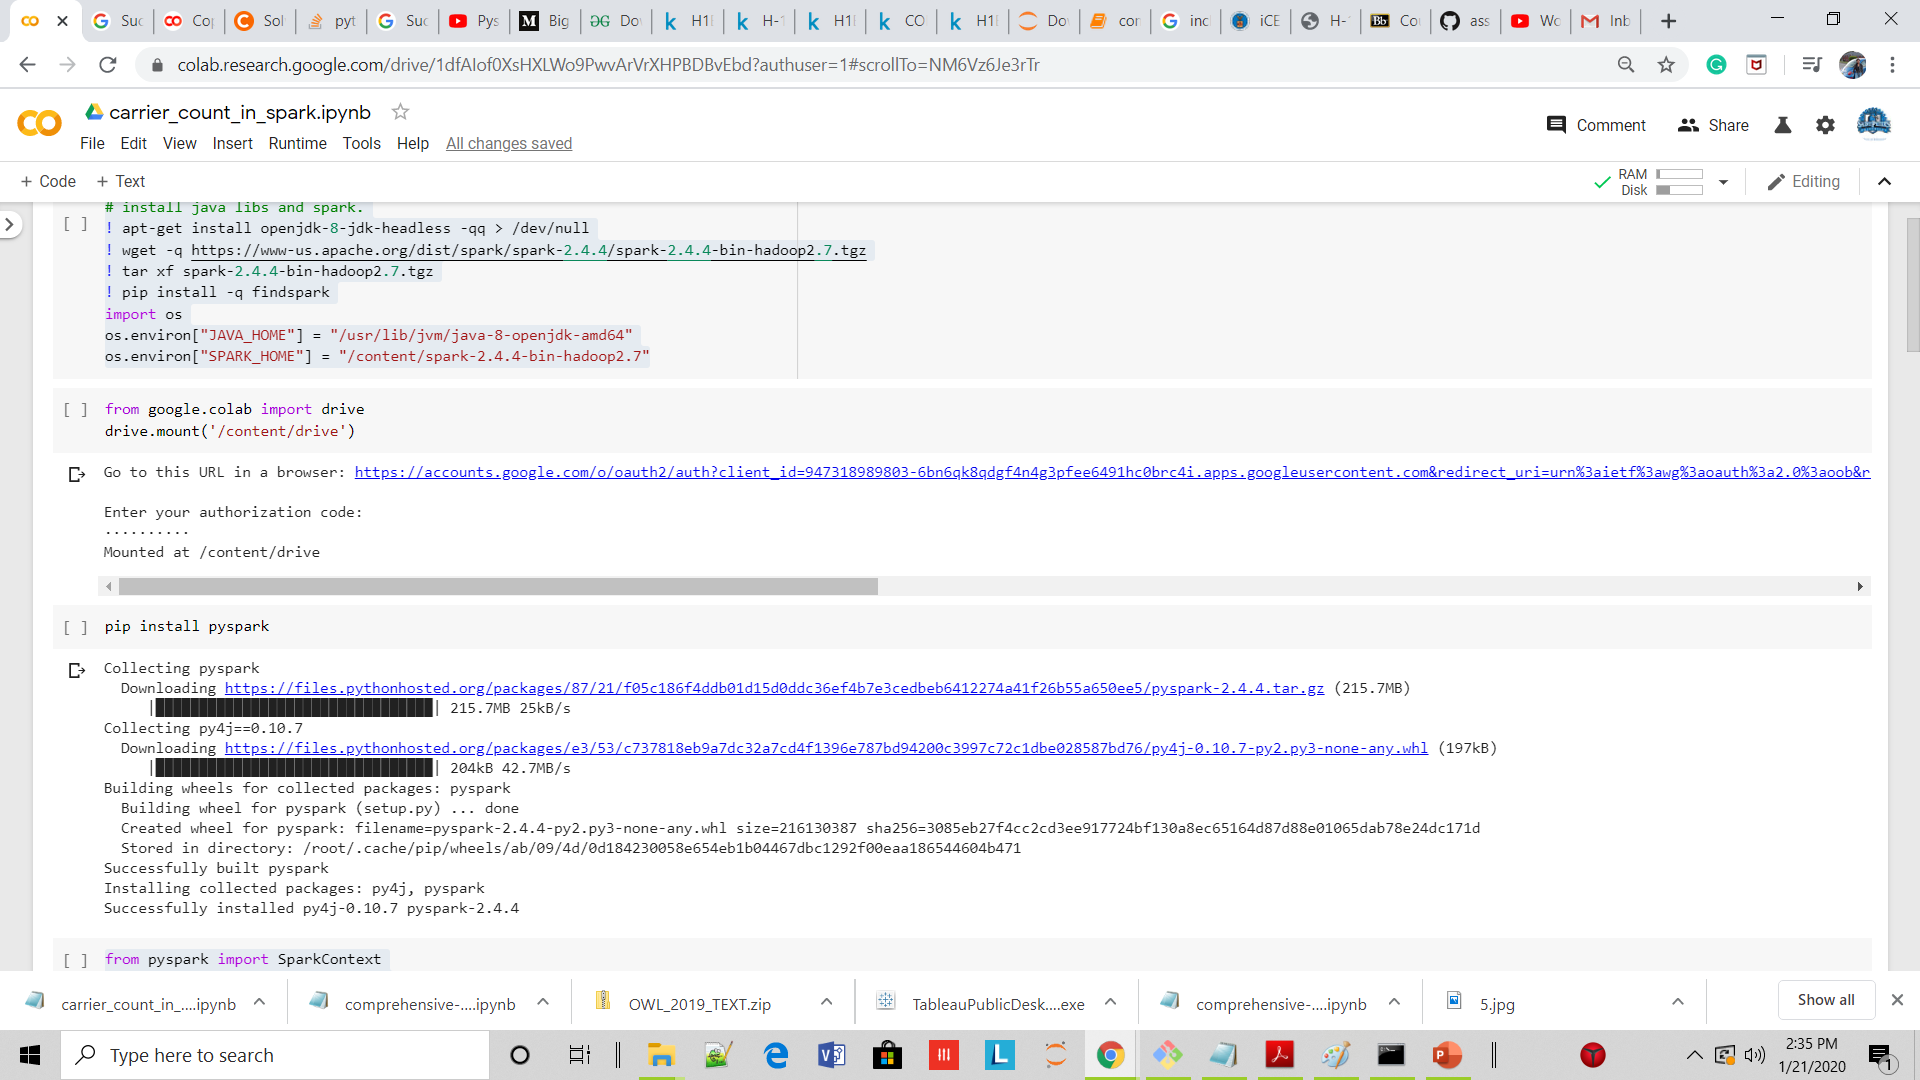 Suc
Cop
Sol
pyt
Suc
Pys
Big
Do
H1I
H-1
H1I
CO
H1I
Do
cor
incl
iCE
H-
Cou
ass
Wo
Inb
colab.research.google.com/drive/1dfAIof0XsHXLWo9PwvArVrXHPBDBvEbd?authuser=1#scrollTo=NM6Vz6Je3rTr
carrier_count_in_spark.ipynb
Comment
Share
File Edit View Insert Runtime Tools Help All changes saved
+ Code + Text
RAM
Disk
Editing
# install java libs and spark.
[ ]
! apt-get install openjdk-8-jdk-headless -qq > /dev/null
! wget -q https://www-us.apache.org/dist/spark/spark-2.4.4/spark-2.4.4-bin-hadoop2.7.tgz
! tar xf spark-2.4.4-bin-hadoop2.7.tgz
! pip install -q findspark
import os
os.environ["JAVA_HOME"] = "/usr/lib/jvm/java-8-openjdk-amd64"
os.environ["SPARK_HOME"] = "/content/spark-2.4.4-bin-hadoop2.7"
[ ] from google.colab import drive
drive.mount('/content/drive')
Go to this URL in a browser: https://accounts.google.com/o/oauth2/auth?client_id=947318989803-6bn6qk8qdgf4n4g3pfee6491hc0brc4i.apps.googleusercontent.com&redirect_uri=urn%3aietf%3awg%3aoauth%3a2.0%3aoob&r
Enter your authorization code:
··········
Mounted at /content/drive
[ ] pip install pyspark
Collecting pyspark
Downloading https://files.pythonhosted.org/packages/87/21/f05c186f4ddb01d15d0ddc36ef4b7e3cedbeb6412274a41f26b55a650ee5/pyspark-2.4.4.tar.gz (215.7MB)
|████████████████████████████████| 215.7MB 25kB/s
Collecting py4j==0.10.7
Downloading https://files.pythonhosted.org/packages/e3/53/c737818eb9a7dc32a7cd4f1396e787bd94200c3997c72c1dbe028587bd76/py4j-0.10.7-py2.py3-none-any.whl (197kB)
|████████████████████████████████| 204kB 42.7MB/s
Building wheels for collected packages: pyspark
Building wheel for pyspark (setup.py) ... done
Created wheel for pyspark: filename=pyspark-2.4.4-py2.py3-none-any.whl size=216130387 sha256=3085eb27f4cc2cd3ee917724bf130a8ec65164d87d88e01065dab78e24dc171d
Stored in directory: /root/.cache/pip/wheels/ab/09/4d/0d184230058e654eb1b04467dbc1292f00eaa186544604b471
Successfully built pyspark
Installing collected packages: py4j, pyspark
Successfully installed py4j-0.10.7 pyspark-2.4.4
[ ] from pyspark import SparkContext
carrier_count_in_....ipynb
comprehensive-....ipynb
OWL_2019_TEXT.zip
TableauPublicDesk....exe
comprehensive-....ipynb
5.jpg
Show all
Type here to search
2:35 PM
1/21/2020
1